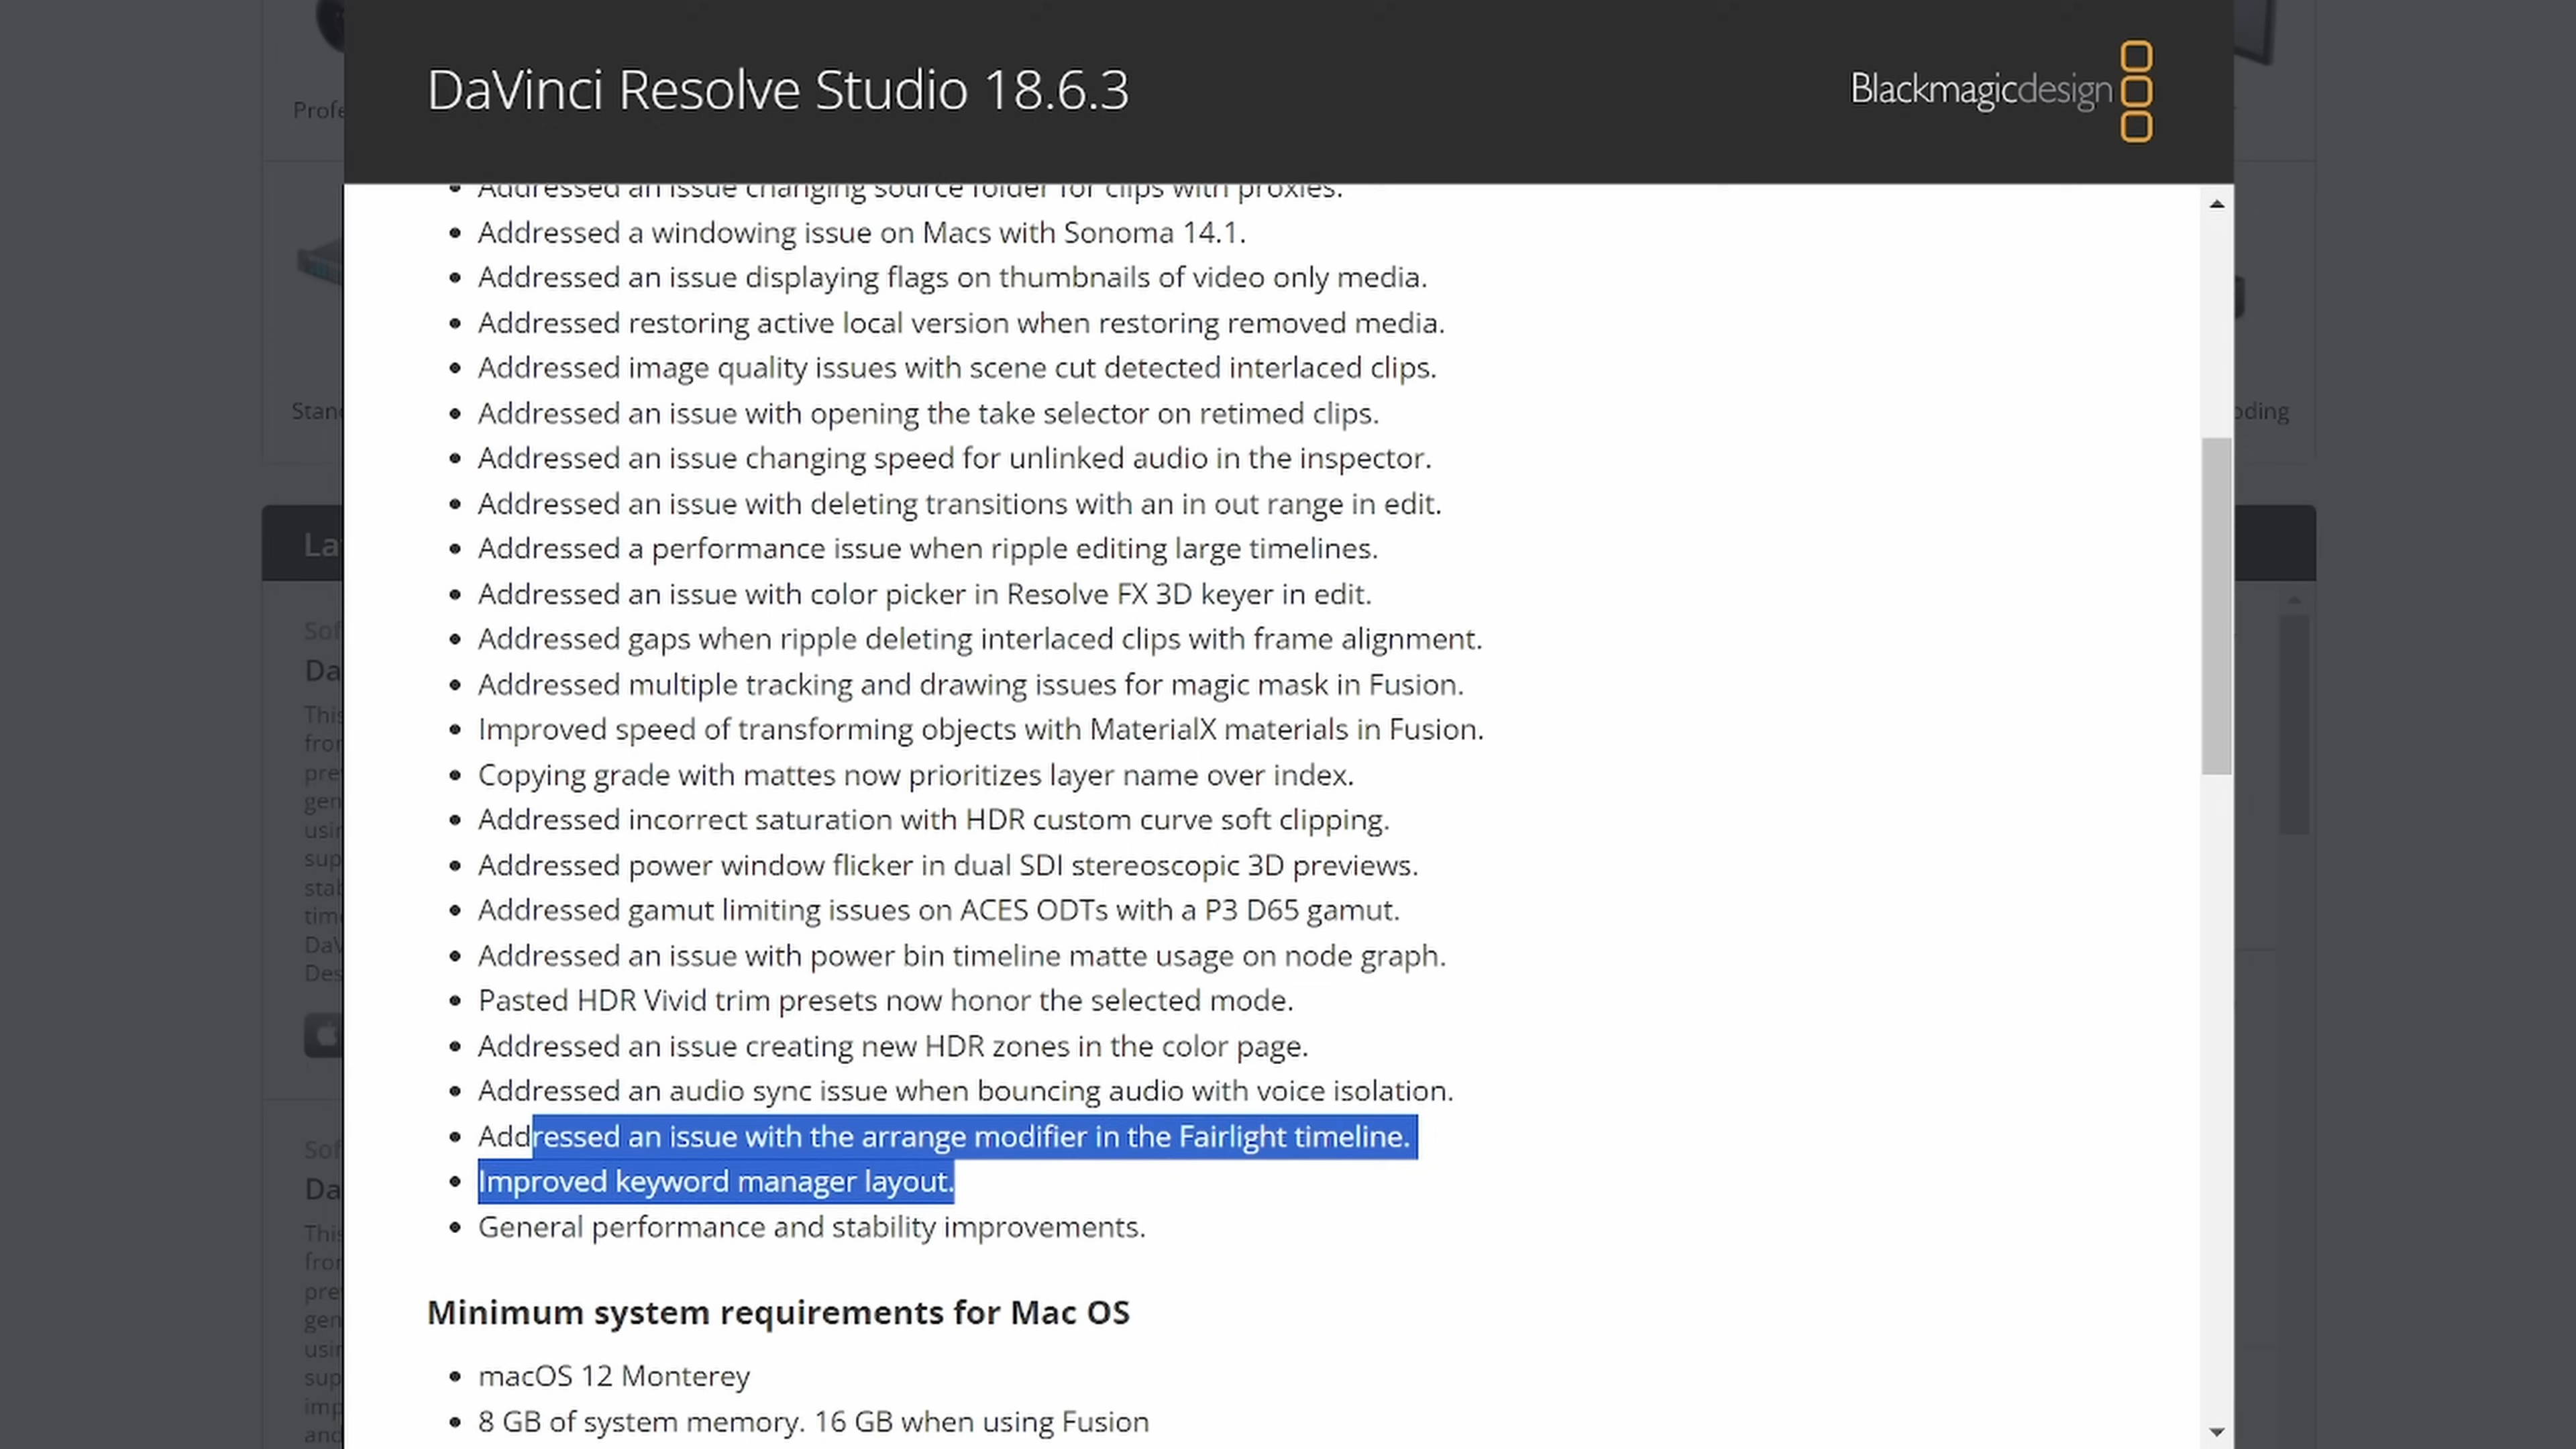 DaVinci Resolve Studio 18.6.3
Blackmagicdesign
Addressed an issue changing source folder for clips with proxies.
Addressed a windowing issue on Macs with Sonoma 14.1.
Addressed an issue displaying flags on thumbnails of video only media.
Addressed restoring active local version when restoring removed media.
Addressed image quality issues with scene cut detected interlaced clips.
Addressed an issue with opening the take selector on retimed clips.
Addressed an issue changing speed for unlinked audio in the inspector.
Addressed an issue with deleting transitions with an in out range in edit.
Addressed a performance issue when ripple editing large timelines.
Addressed an issue with color picker in Resolve FX 3D keyer in edit.
Addressed gaps when ripple deleting interlaced clips with frame alignment.
Addressed multiple tracking and drawing issues for magic mask in Fusion.
Improved speed of transforming objects with MaterialX materials in Fusion.
Copying grade with mattes now prioritizes layer name over index.
Addressed incorrect saturation with HDR custom curve soft clipping.
Addressed power window flicker in dual SDI stereoscopic 3D previews.
Addressed gamut limiting issues on ACES ODTs with a P3 D65 gamut.
Addressed an issue with power bin timeline matte usage on node graph.
Pasted HDR Vivid trim presets now honor the selected mode.
Addressed an issue creating new HDR zones in the color page.
Addressed an audio sync issue when bouncing audio with voice isolation.
Addressed an issue with the arrange modifier in the Fairlight timeline.
Improved keyword manager layout.
General performance and stability improvements.
Minimum system requirements for Mac OS
macOS 12 Monterey
8 GB of system memory. 16 GB when using Fusion